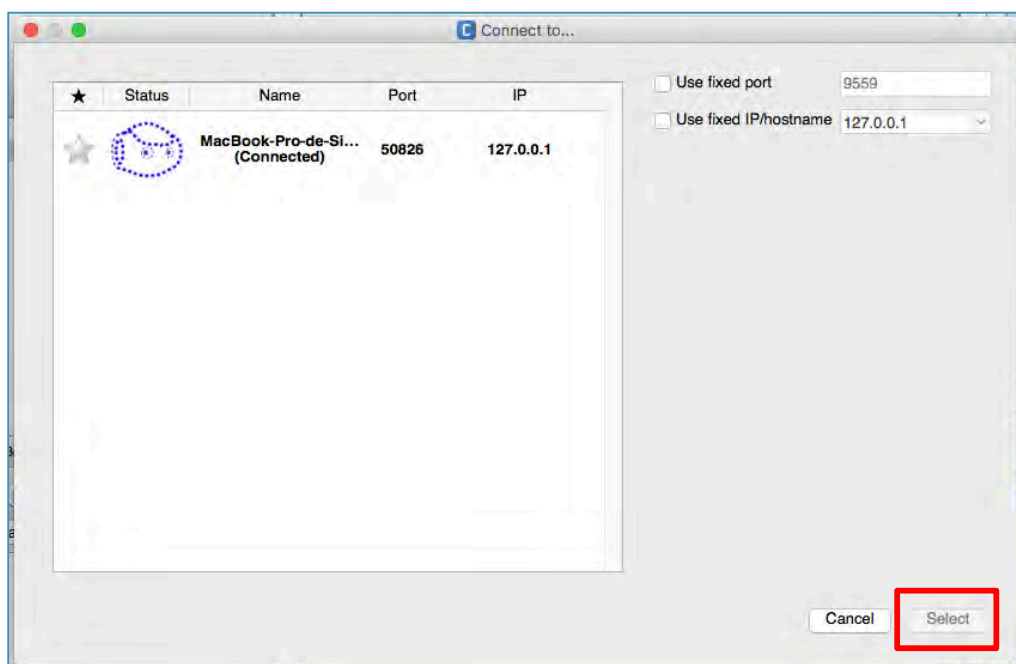 C Connect to...
★ Status Name Port IP
MacBook-Pro-de-Si...
(Connected) 50826 127.0.0.1
Use fixed port 9559
Use fixed IP/hostname 127.0.0.1
Cancel Select